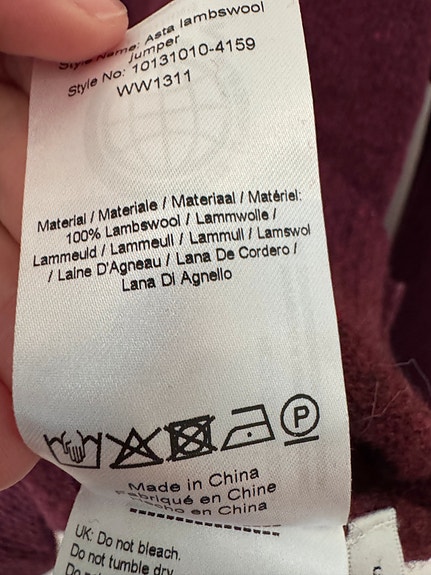 Style Name: Asta lambswool
Jumper
Style No: 10131010-4159
WW1311
Material / Materiale / Materiaal / Matériel:
100% Lambswool / Lammwolle /
Lammeuld / Lammeull / Lammull / Lamswol
/ Laine D'Agneau / Lana De Cordero /
Lana Di Agnello
P
Made in China
Fabriqué en Chine
en China
UK: Do not bleach.
Do not tumble dry
Do not
S